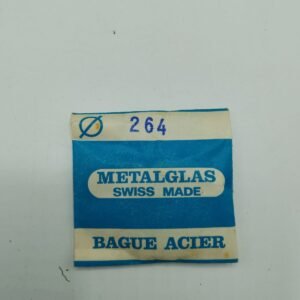 Ø 264
METALGLAS
SWISS MADE
BAGUE ACIER